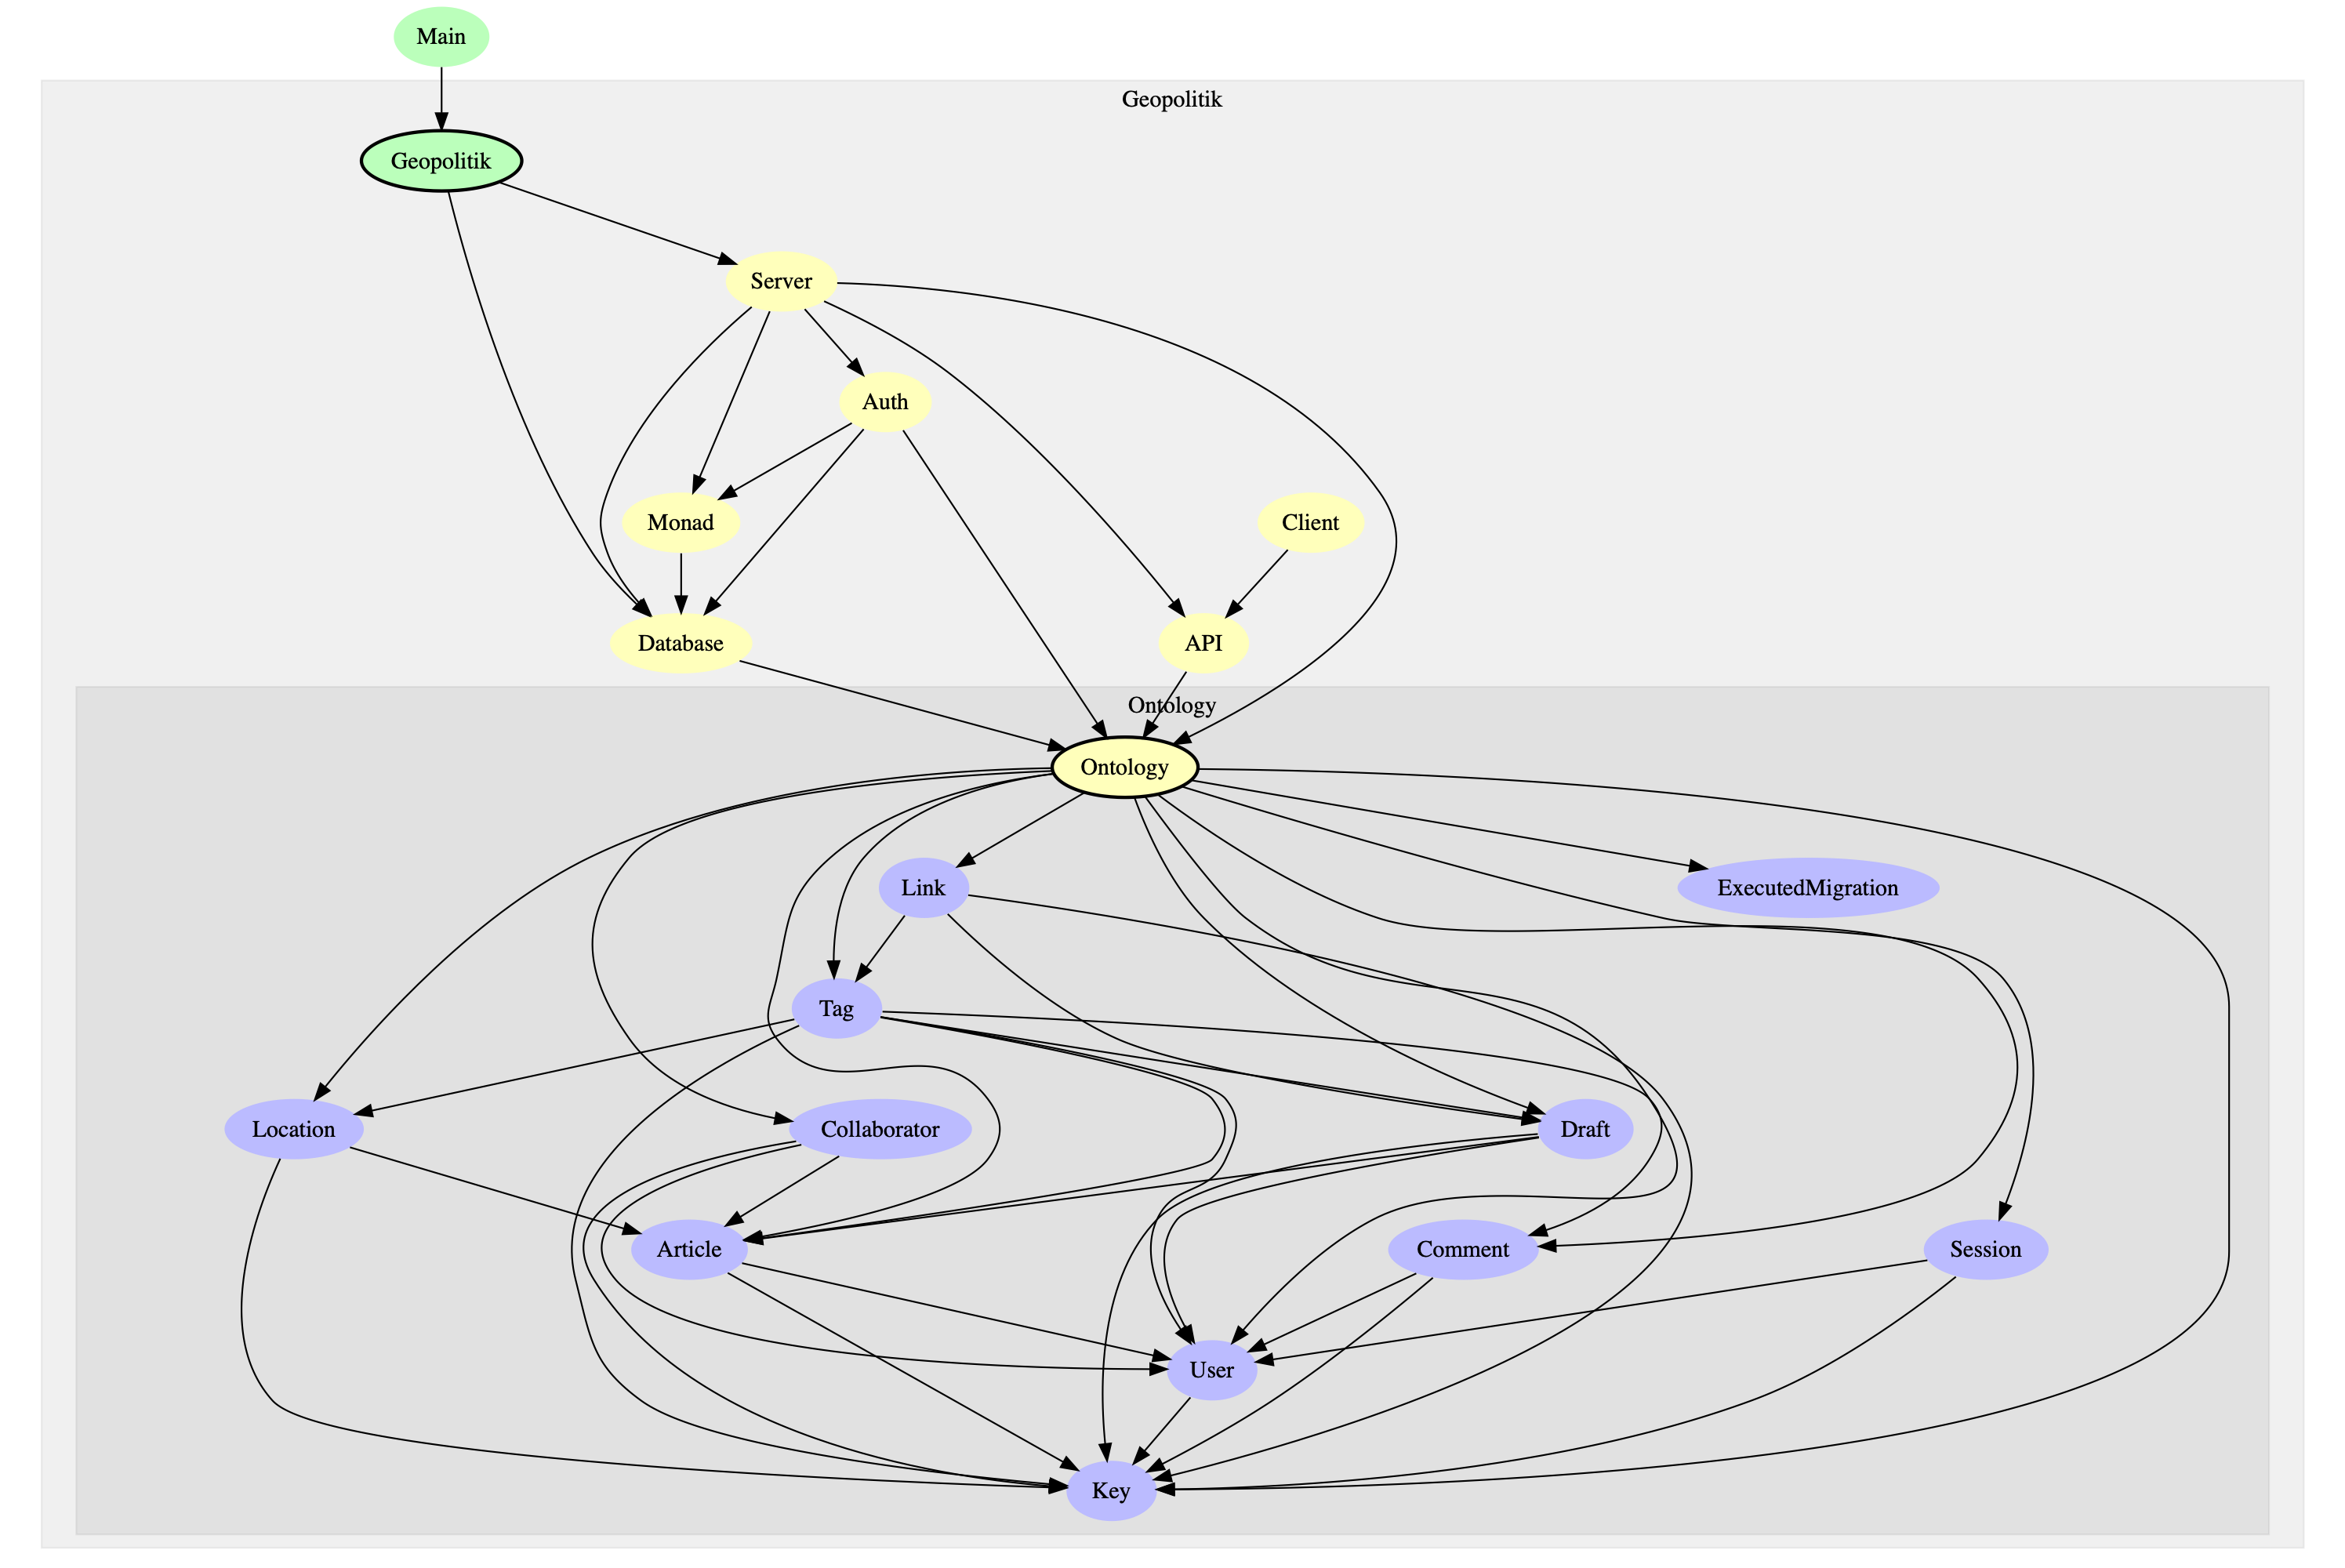 Main
Geopolitik
Geopolitik
Server
Auth
Monad
Client
Database
API
Ontology
Ontology
Link
ExecutedMigration
Tag
Location
Collaborator
Draft
Article
Comment
Session
User
Key